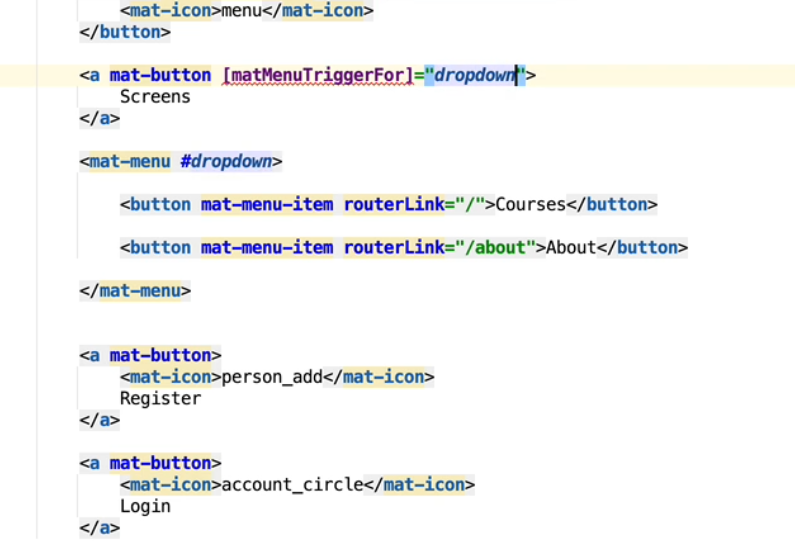 <mat-icon>menu</mat-icon>
</button>
<a mat-button [matMenuTriggerFor]="dropdown">
Screens
</a>
<mat-menu #dropdown>
<button mat-menu-item routerLink="/">Courses</button>
<button mat-menu-item routerLink="/about">About</button>
</mat-menu>
<a mat-button>
<mat-icon>person_add</mat-icon>
Register
</a>
<a mat-button>
<mat-icon>account_circle</mat-icon>
Login
</a>